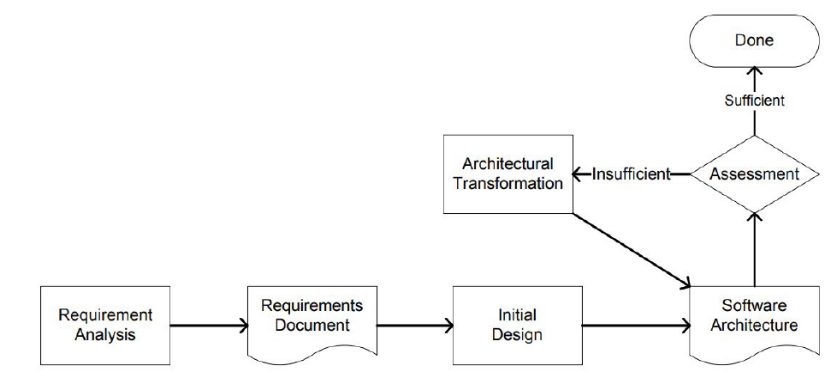 Done
Sufficient
Architectural
Transformation
Insufficient
Assessment
Requirement
Analysis
Requirements
Document
Initial
Design
Software
Architecture